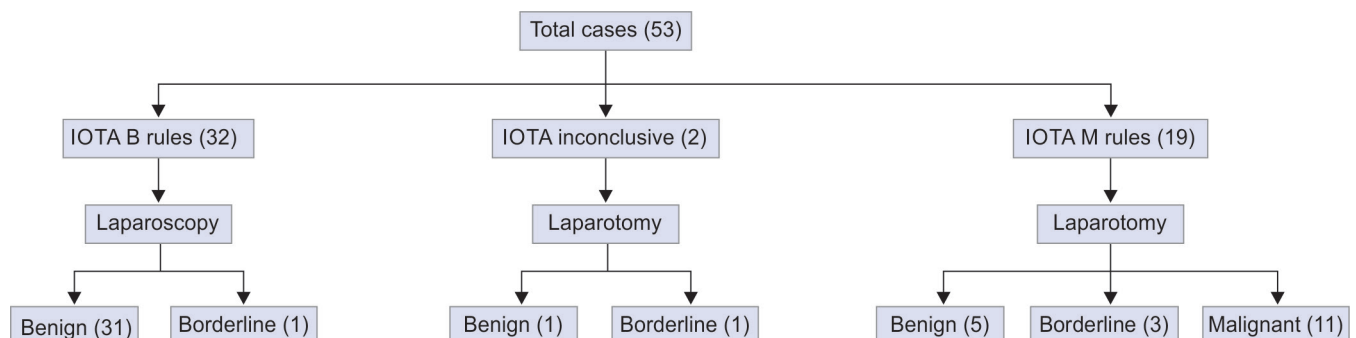 Total cases (53)
IOTA B rules (32)
IOTA inconclusive (2)
IOTA M rules (19)
Laparoscopy
Laparotomy
Laparotomy
Benign (31)
Borderline (1)
Benign (1)
Borderline (1)
Benign (5)
Borderline (3)
Malignant (11)